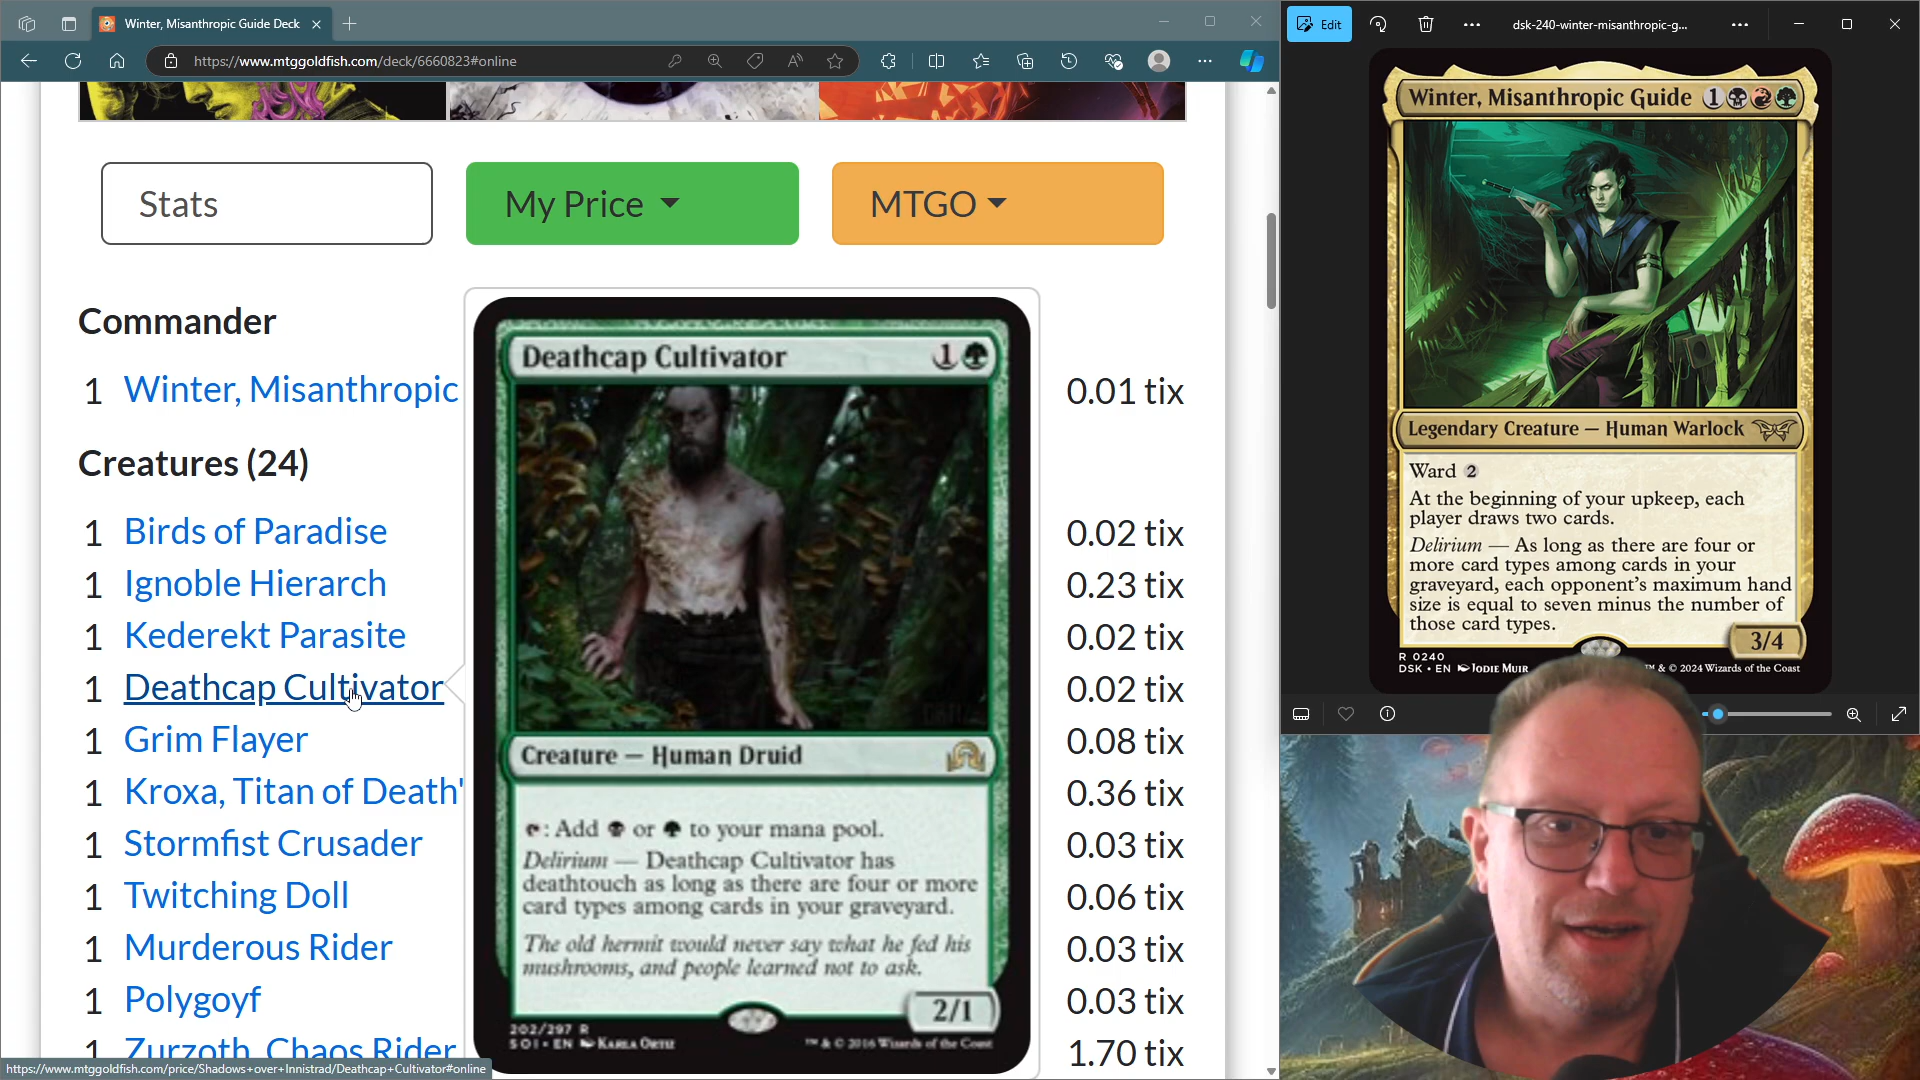 Winter, Misanthropic Guide Deck
https://www.mtggoldfish.com/deck/6660823#online
Stats
My Price
MTGO
Commander
1 Winter, Misanthropic 0.01 tix
Creatures (24)
1 Birds of Paradise 0.02 tix
1 Ignoble Hierarch 0.23 tix
1 Kederekt Parasite 0.02 tix
1 Deathcap Cultivator 0.02 tix
1 Grim Flayer 0.08 tix
1 Kroxa, Titan of Death' 0.36 tix
1 Stormfist Crusader 0.03 tix
1 Twitching Doll 0.06 tix
1 Murderous Rider 0.03 tix
1 Polygoyf 0.03 tix
1 Zurzoth, Chaos Rider 1.70 tix
https://www.mtggoldfish.com/price/Shadows+over+Innistrad/Deathcap+Cultivator#online
Deathcap Cultivator 1
Creature — Human Druid
: Add or to your mana pool.
Delirium — Deathcap Cultivator has
deathtouch as long as there are four or more
card types among cards in your graveyard.
The old hermit would never say what he fed his
mushrooms, and people learned not to ask.
2/1
202/297 R
SOI • EN Karla Ortiz
™ & © 2016 Wizards of the Coast
Edit
dsk-240-winter-misanthropic-g...
Winter, Misanthropic Guide 1
Legendary Creature — Human Warlock
Ward 2
At the beginning of your upkeep, each
player draws two cards.
Delirium — As long as there are four or
more card types among cards in your
graveyard, each opponent's maximum hand
size is equal to seven minus the number of
those card types.
3/4
R 0240
DSK • EN Jodie Muir
™ & © 2024 Wizards of the Coast